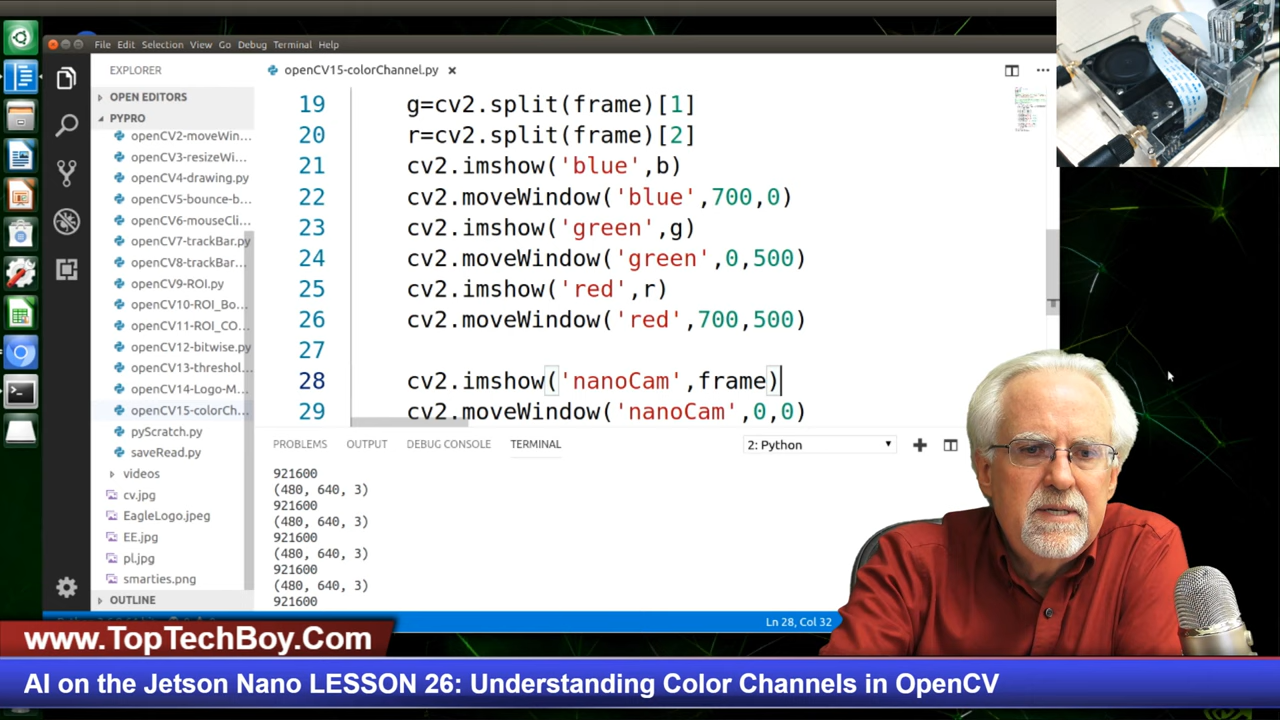 File Edit Selection View Go Debug Terminal Help
EXPLORER
openCV15-colorChannel.py
OPEN EDITORS
PYPRO
openCV2-moveWin...
openCV3-resizeWi...
openCV4-drawing.py
openCV5-bounce-b...
openCV6-mouseCli...
openCV7-trackBar.py
openCV8-trackBar...
openCV9-ROI.py
openCV10-ROI_Bo...
openCV11-ROI_CO...
openCV12-bitwise.py
openCV13-threshol...
openCV14-Logo-M...
openCV15-colorCh...
pyScratch.py
saveRead.py
videos
cv.jpg
EagleLogo.jpeg
EE.jpg
pl.jpg
smarties.png
OUTLINE
19 g=cv2.split(frame)[1]
20 r=cv2.split(frame)[2]
21 cv2.imshow('blue',b)
22 cv2.moveWindow('blue',700,0)
23 cv2.imshow('green',g)
24 cv2.moveWindow('green',0,500)
25 cv2.imshow('red',r)
26 cv2.moveWindow('red',700,500)
27
28 cv2.imshow('nanoCam',frame)
29 cv2.moveWindow('nanoCam',0,0)
PROBLEMS OUTPUT DEBUG CONSOLE TERMINAL 2: Python
921600
(480, 640, 3)
921600
(480, 640, 3)
921600
(480, 640, 3)
921600
(480, 640, 3)
921600
Ln 28, Col 32
www.TopTechBoy.Com
AI on the Jetson Nano LESSON 26: Understanding Color Channels in OpenCV